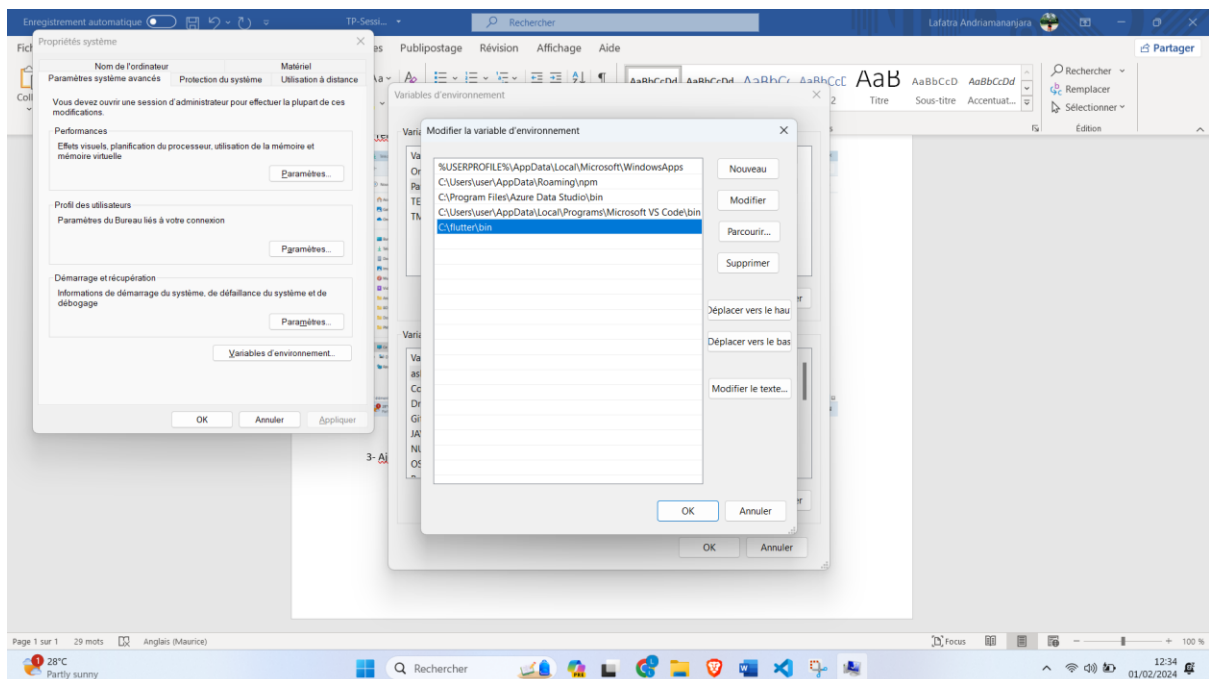 Enregistrement automatique
TP-Sessi...
Rechercher
Lafatra Andriamananjara
Publipostage Révision Affichage Aide
Partager
AaBbCcDd AaBbCcDd AaBbCc AaBbCcE AaB AaBbCcD AaBbCcDd
Titre Sous-titre Accentuat...
Rechercher
Remplacer
Sélectionner
Édition
Propriétés système
Nom de l'ordinateur Matériel
Paramètres système avancés Protection du système Utilisation à distance
Vous devez ouvrir une session d'administrateur pour effectuer la plupart de ces
modifications.
Performances
Effets visuels, planification du processeur, utilisation de la mémoire et
mémoire virtuelle
Paramètres...
Profil des utilisateurs
Paramètres du Bureau liés à votre connexion
Paramètres...
Démarrage et récupération
Informations de démarrage du système, de défaillance du système et de
débogage
Paramètres...
Variables d'environnement...
OK Annuler Appliquer
Variables d'environnement
Modifier la variable d'environnement
%USERPROFILE%\AppData\Local\Microsoft\WindowsApps
C:\Users\user\AppData\Roaming\npm
C:\Program Files\Azure Data Studio\bin
C:\Users\user\AppData\Local\Programs\Microsoft VS Code\bin
C:\flutter\bin
Nouveau
Modifier
Parcourir...
Supprimer
Déplacer vers le hau
Déplacer vers le bas
Modifier le texte...
OK Annuler
OK Annuler
3- Aj
Page 1 sur 1 29 mots Anglais (Maurice)
Focus
100 %
1
28°C
Partly sunny
Rechercher
12:34
01/02/2024